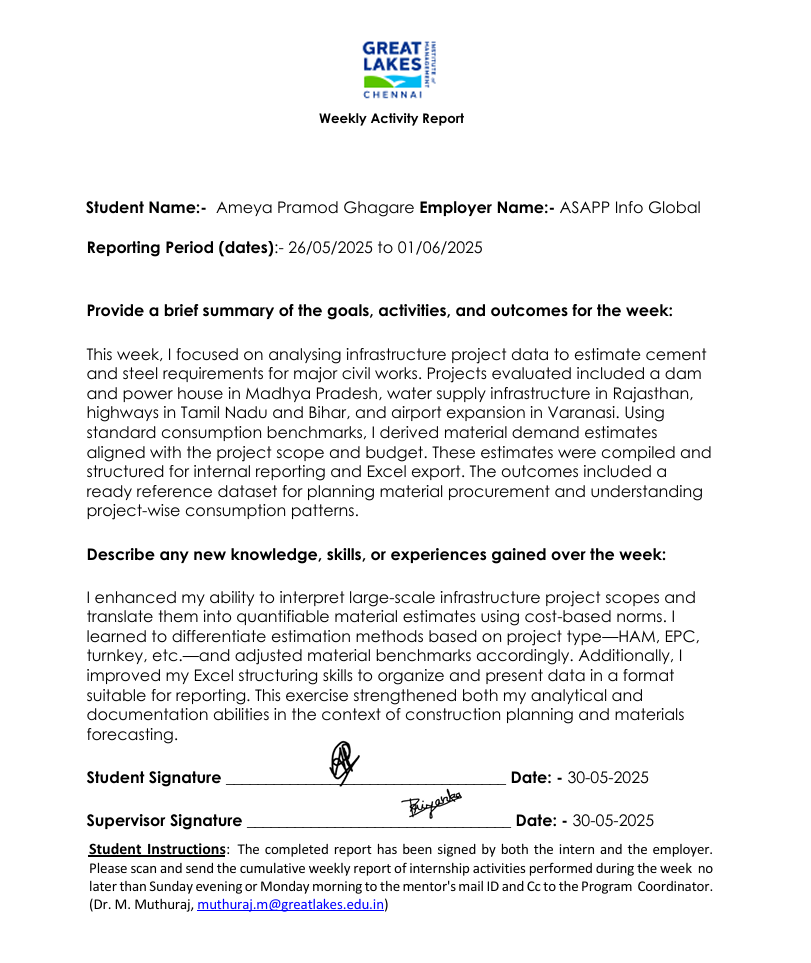 GREAT
LAKES
INSTITUTE OF
MANAGEMENT
CHENNAI
Weekly Activity Report
Student Name:- Ameya Pramod Ghagare Employer Name:- ASAPP Info Global
Reporting Period (dates):- 26/05/2025 to 01/06/2025
Provide a brief summary of the goals, activities, and outcomes for the week:
This week, I focused on analysing infrastructure project data to estimate cement
and steel requirements for major civil works. Projects evaluated included a dam
and power house in Madhya Pradesh, water supply infrastructure in Rajasthan,
highways in Tamil Nadu and Bihar, and airport expansion in Varanasi. Using
standard consumption benchmarks, I derived material demand estimates
aligned with the project scope and budget. These estimates were compiled and
structured for internal reporting and Excel export. The outcomes included a
ready reference dataset for planning material procurement and understanding
project-wise consumption patterns.
Describe any new knowledge, skills, or experiences gained over the week:
I enhanced my ability to interpret large-scale infrastructure project scopes and
translate them into quantifiable material estimates using cost-based norms. I
learned to differentiate estimation methods based on project type—HAM, EPC,
turnkey, etc.—and adjusted material benchmarks accordingly. Additionally, I
improved my Excel structuring skills to organize and present data in a format
suitable for reporting. This exercise strengthened both my analytical and
documentation abilities in the context of construction planning and materials
forecasting.
Student Signature ________________ Date: - 30-05-2025
Priyanka
Supervisor Signature ________________ Date: - 30-05-2025
Student Instructions: The completed report has been signed by both the intern and the employer.
Please scan and send the cumulative weekly report of internship activities performed during the week no
later than Sunday evening or Monday morning to the mentor's mail ID and Cc to the Program Coordinator.
(Dr. M. Muthuraj, muthuraj.m@greatlakes.edu.in)